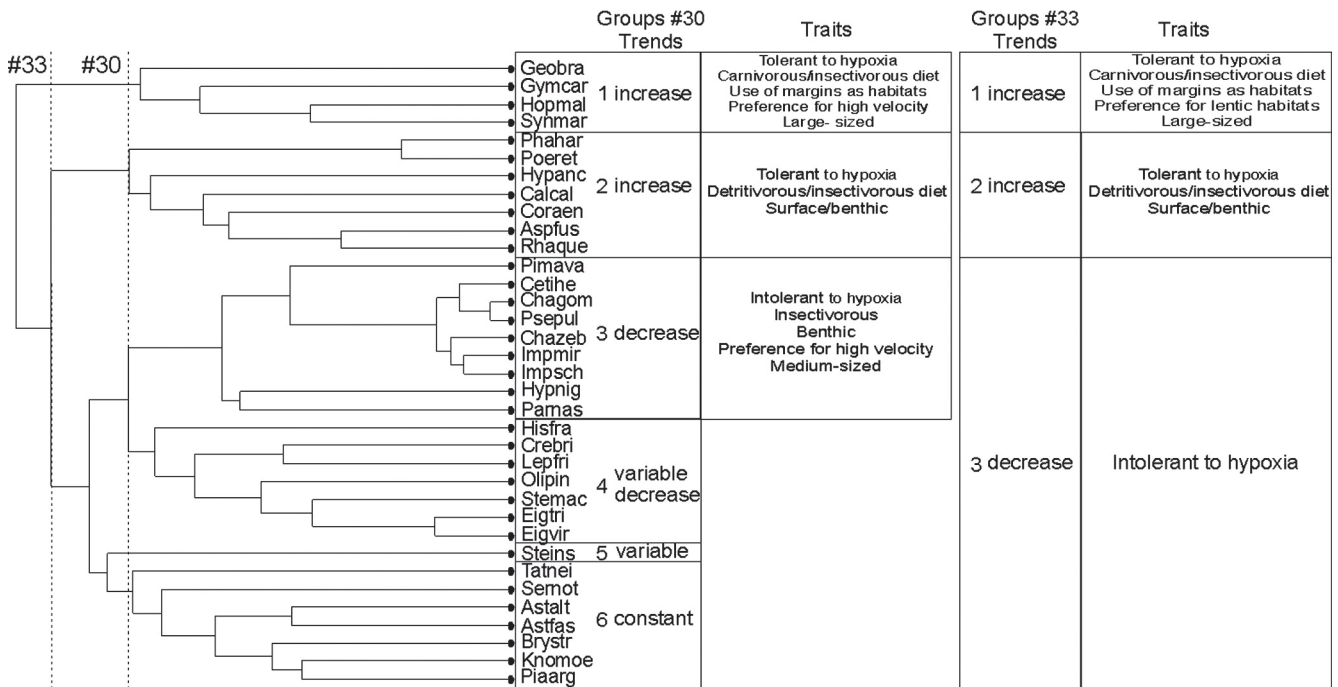 Groups #30
Trends
Traits
Groups #33
Trends
Traits
#33
#30
Geobra
Gymcar
Hopmal
Synmar
Phahar
Poeret
Hypanc
Calcal
Coraen
Aspfus
Rhaque
Pimava
Cetihe
Chagom
Psepul
Chazeb
Impmir
Impsch
Hypnig
Parnas
Hisfra
Crebri
Lepfri
Olipin
Stemac
Eigtri
Eigvir
Steins
Tatnei
Sernot
Astalt
Astfas
Brystr
Knomoe
Piaarg
1 increase
2 increase
3 decrease
4 variable
decrease
5 variable
6 constant
Tolerant to hypoxia
Carnivorous/insectivorous diet
Use of margins as habitats
Preference for high velocity
Large- sized
Tolerant to hypoxia
Detritivorous/insectivorous diet
Surface/benthic
Intolerant to hypoxia
Insectivorous
Benthic
Preference for high velocity
Medium-sized
1 increase
2 increase
3 decrease
Tolerant to hypoxia
Carnivorous/insectivorous diet
Use of margins as habitats
Preference for lentic habitats
Large-sized
Tolerant to hypoxia
Detritivorous/insectivorous diet
Surface/benthic
Intolerant to hypoxia